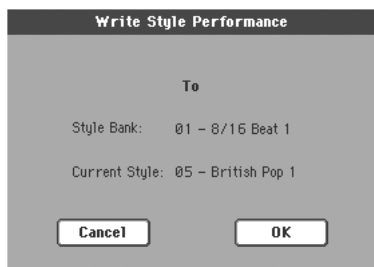 Write Style Performance
To
Style Bank: 01 - 8/16 Beat 1
Current Style: 05 - British Pop 1
Cancel OK